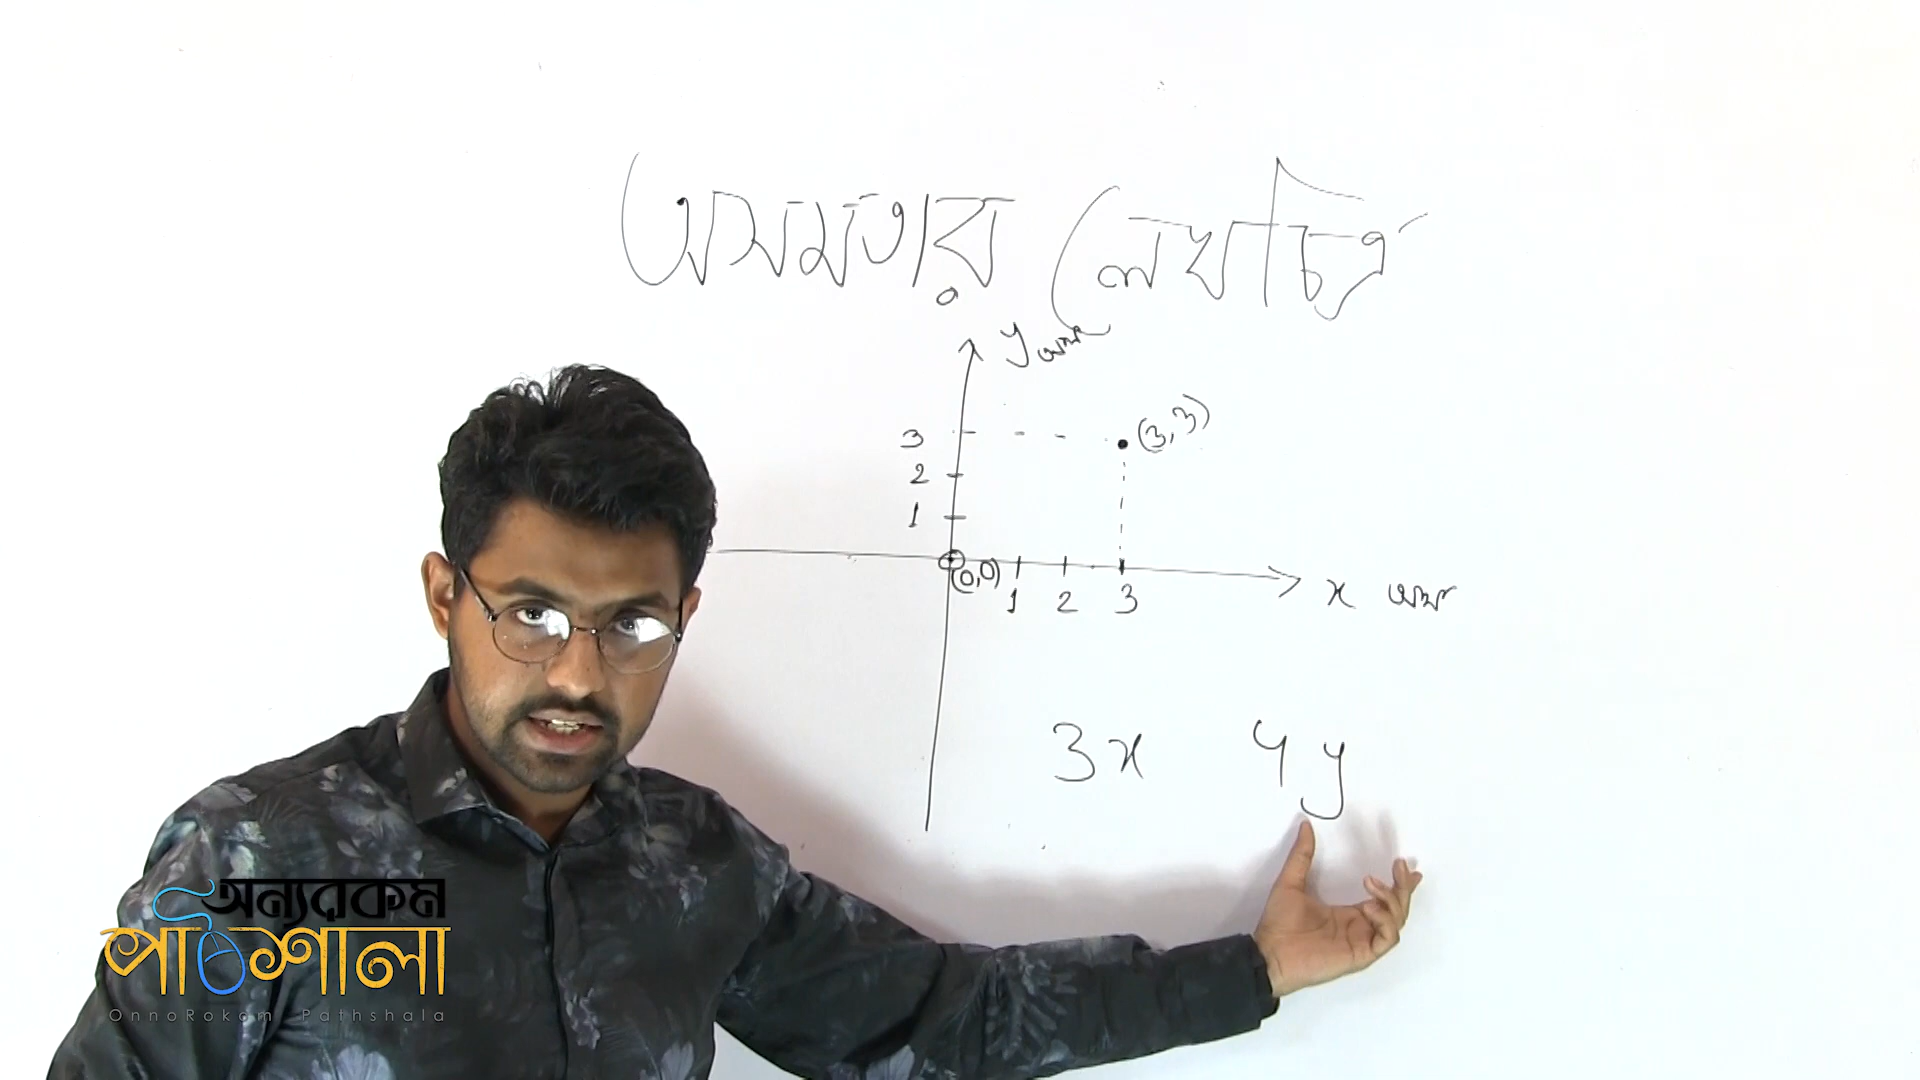 অসমতার লেখচিত্র
y অক্ষ
3 (3,3)
2
1
(0,0) 1 2 3 x অক্ষ
3x 4y
অন্যরকম
পাঠশালা
OnnoRokom Pathshala